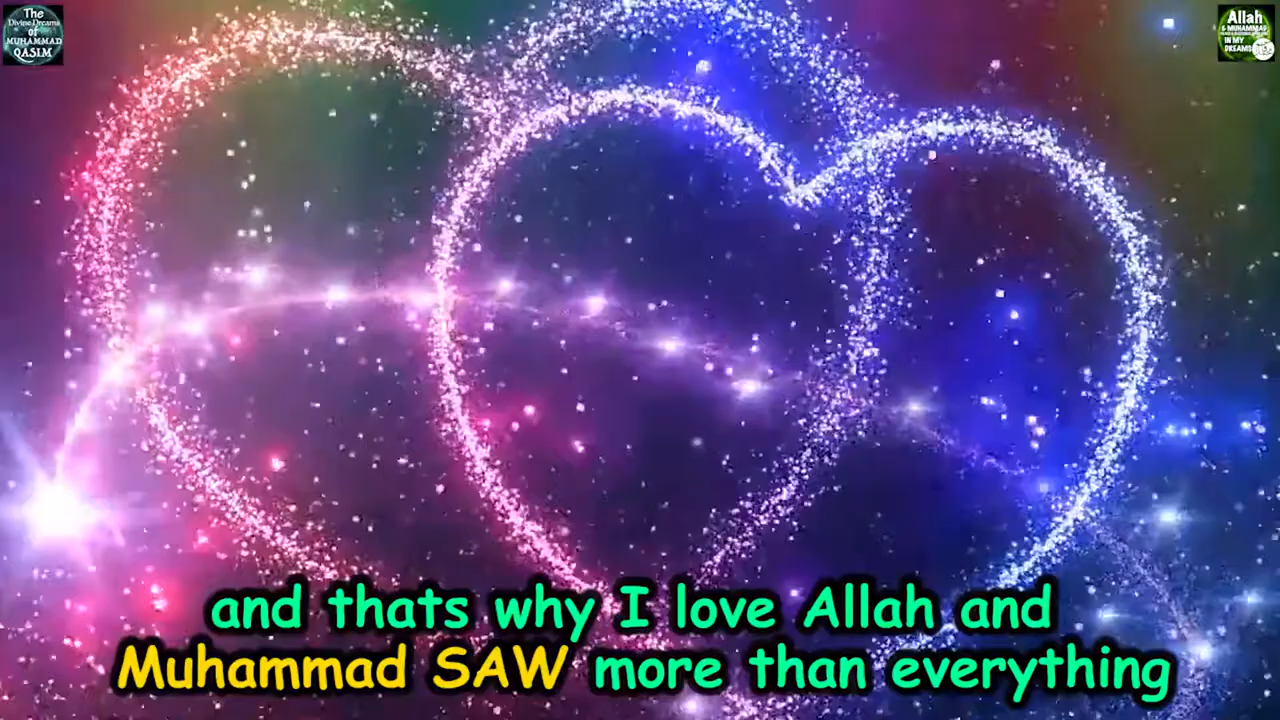 The
Divine Dreams
of
MUHAMMAD
QASIM
Allah
& MUHAMMAD
IN MY
DREAMS
and thats why I love Allah and
Muhammad SAW more than everything